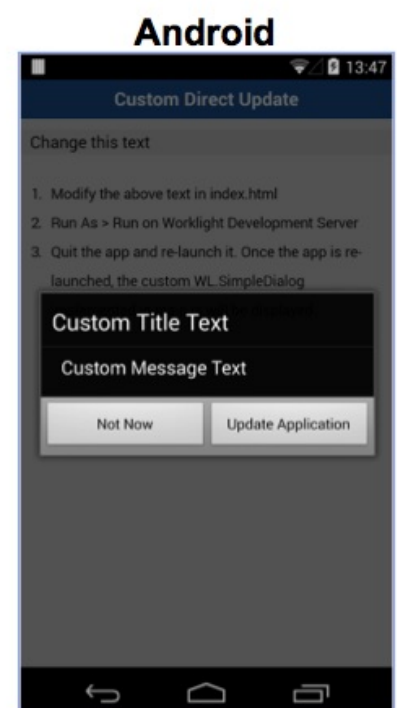 Android
13:47
Custom Direct Update
Change this text
1. Modify the above text in index.html
2. Run As > Run on Worklight Development Server
3. Quit the app and re-launch it. Once the app is re-
launched, the custom WL.SimpleDialog
Custom Title Text
Custom Message Text
Not Now
Update Application